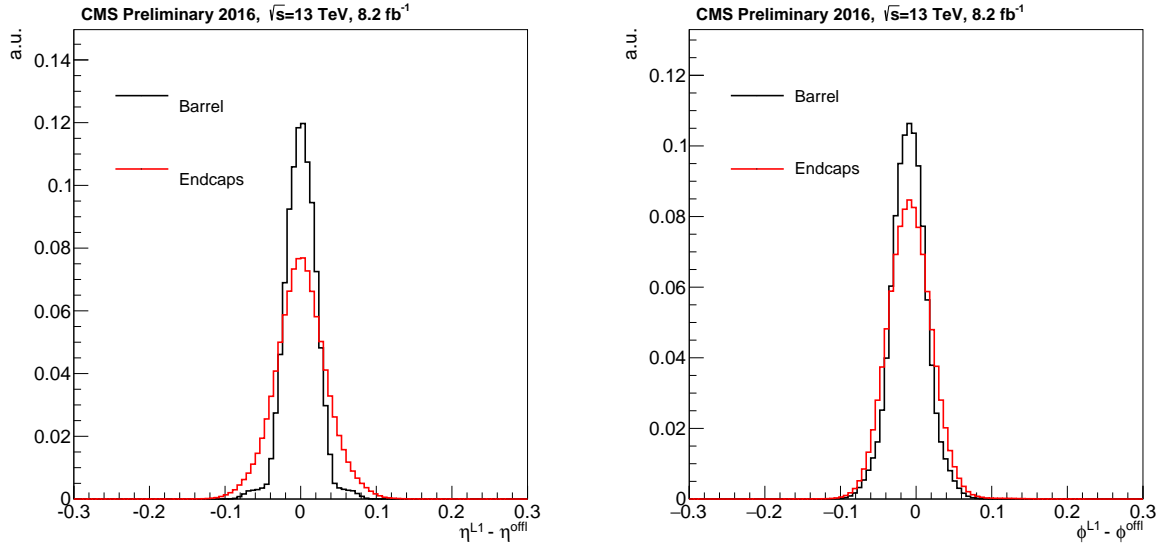 CMS Preliminary 2016, √s=13 TeV, 8.2 fb⁻¹
a.u.
0.14
0.12
0.1
0.08
0.06
0.04
0.02
0
Barrel
Endcaps
-0.3 -0.2 -0.1 0 0.1 0.2 0.3
η^L1 - η^offl
CMS Preliminary 2016, √s=13 TeV, 8.2 fb⁻¹
a.u.
0.12
0.1
0.08
0.06
0.04
0.02
0
Barrel
Endcaps
−0.3 −0.2 −0.1 0 0.1 0.2 0.3
ϕ^L1 - ϕ^offl